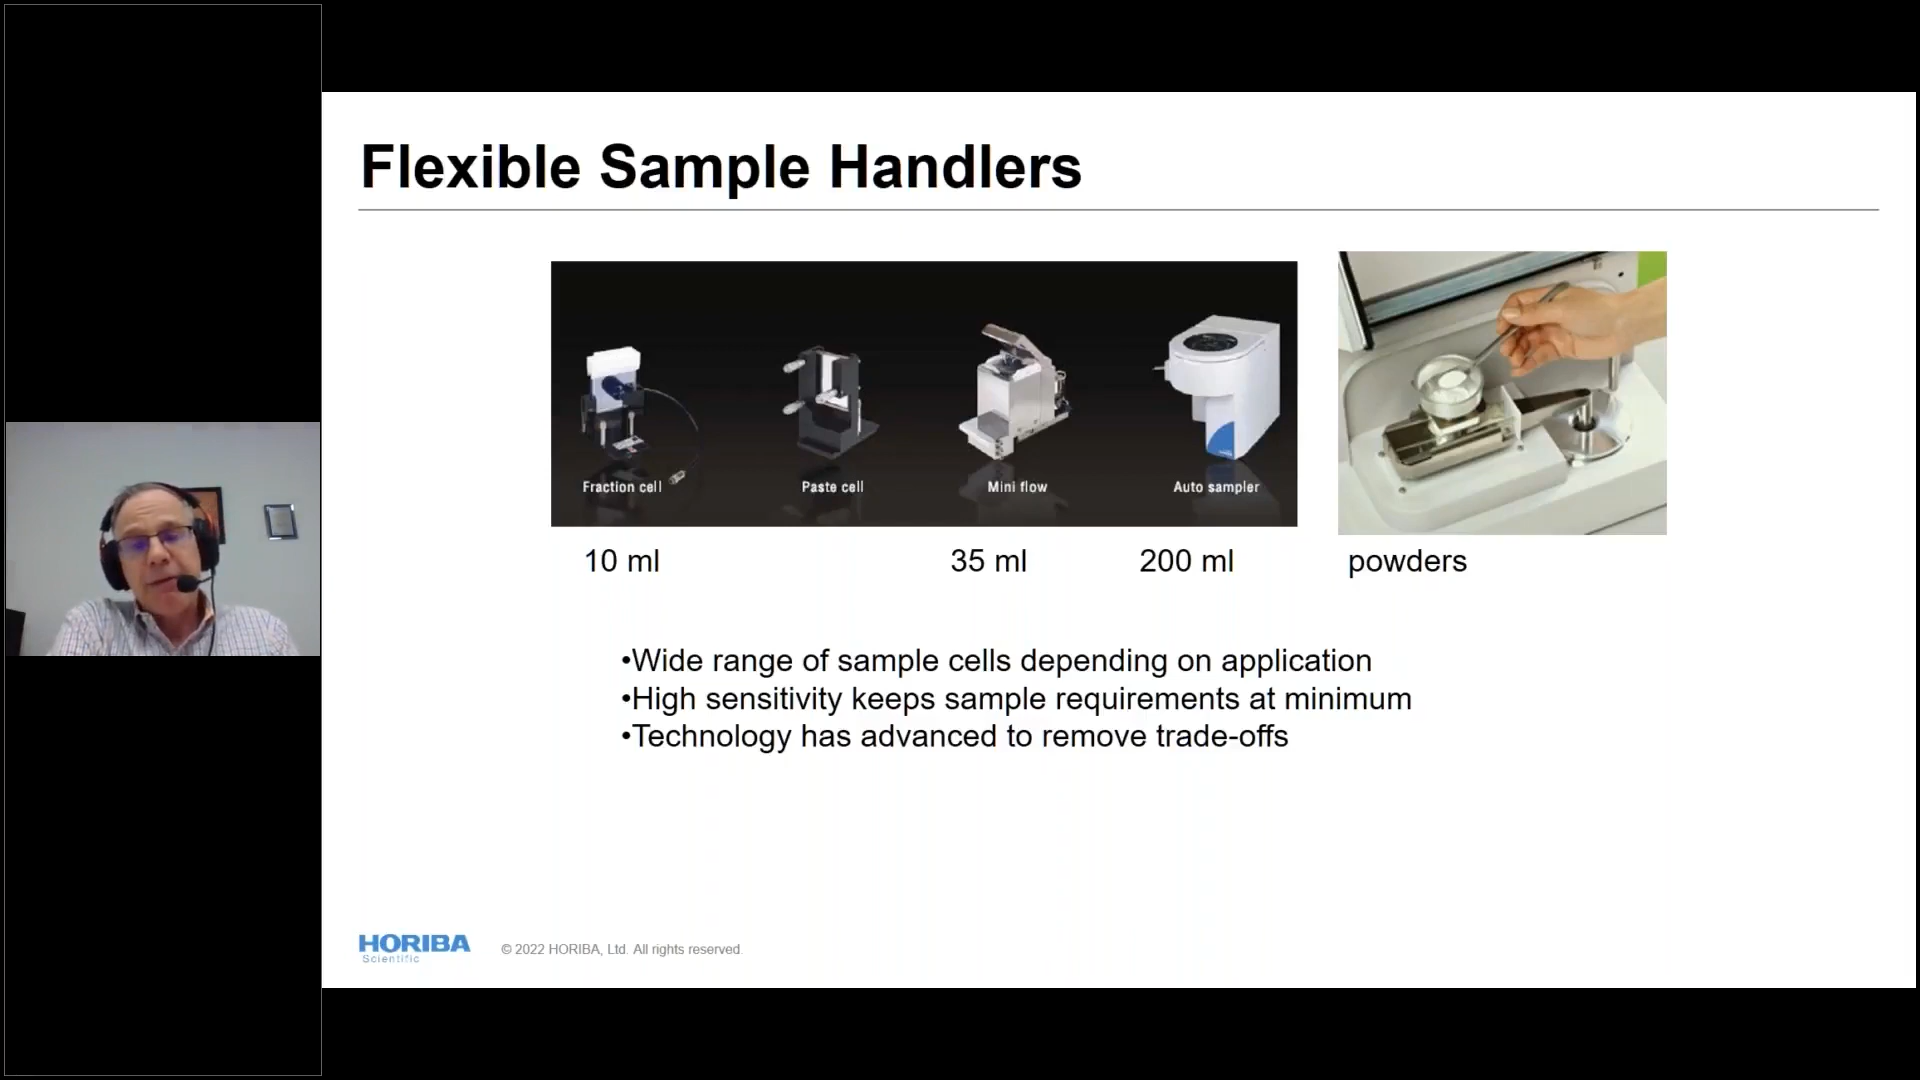 Flexible Sample Handlers
Fraction cell
Paste cell
Mini flow
Auto sampler
10 ml
35 ml
200 ml
powders
•Wide range of sample cells depending on application
•High sensitivity keeps sample requirements at minimum
•Technology has advanced to remove trade-offs
HORIBA
Scientific
© 2022 HORIBA, Ltd. All rights reserved.